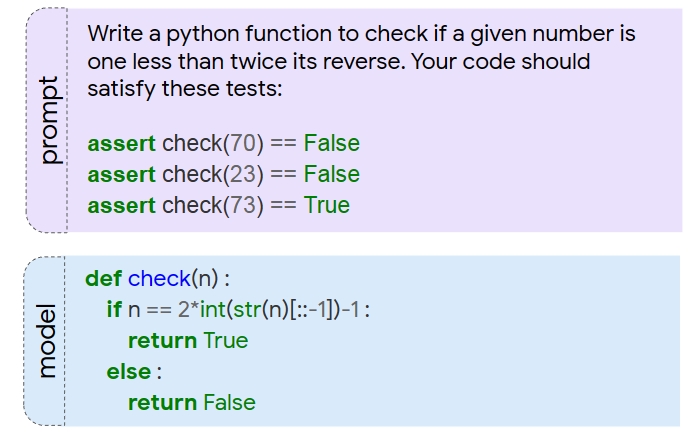 prompt
Write a python function to check if a given number is
one less than twice its reverse. Your code should
satisfy these tests:
assert check(70) == False
assert check(23) == False
assert check(73) == True
model
def check(n) :
if n == 2*int(str(n)[::-1])-1 :
return True
else :
return False